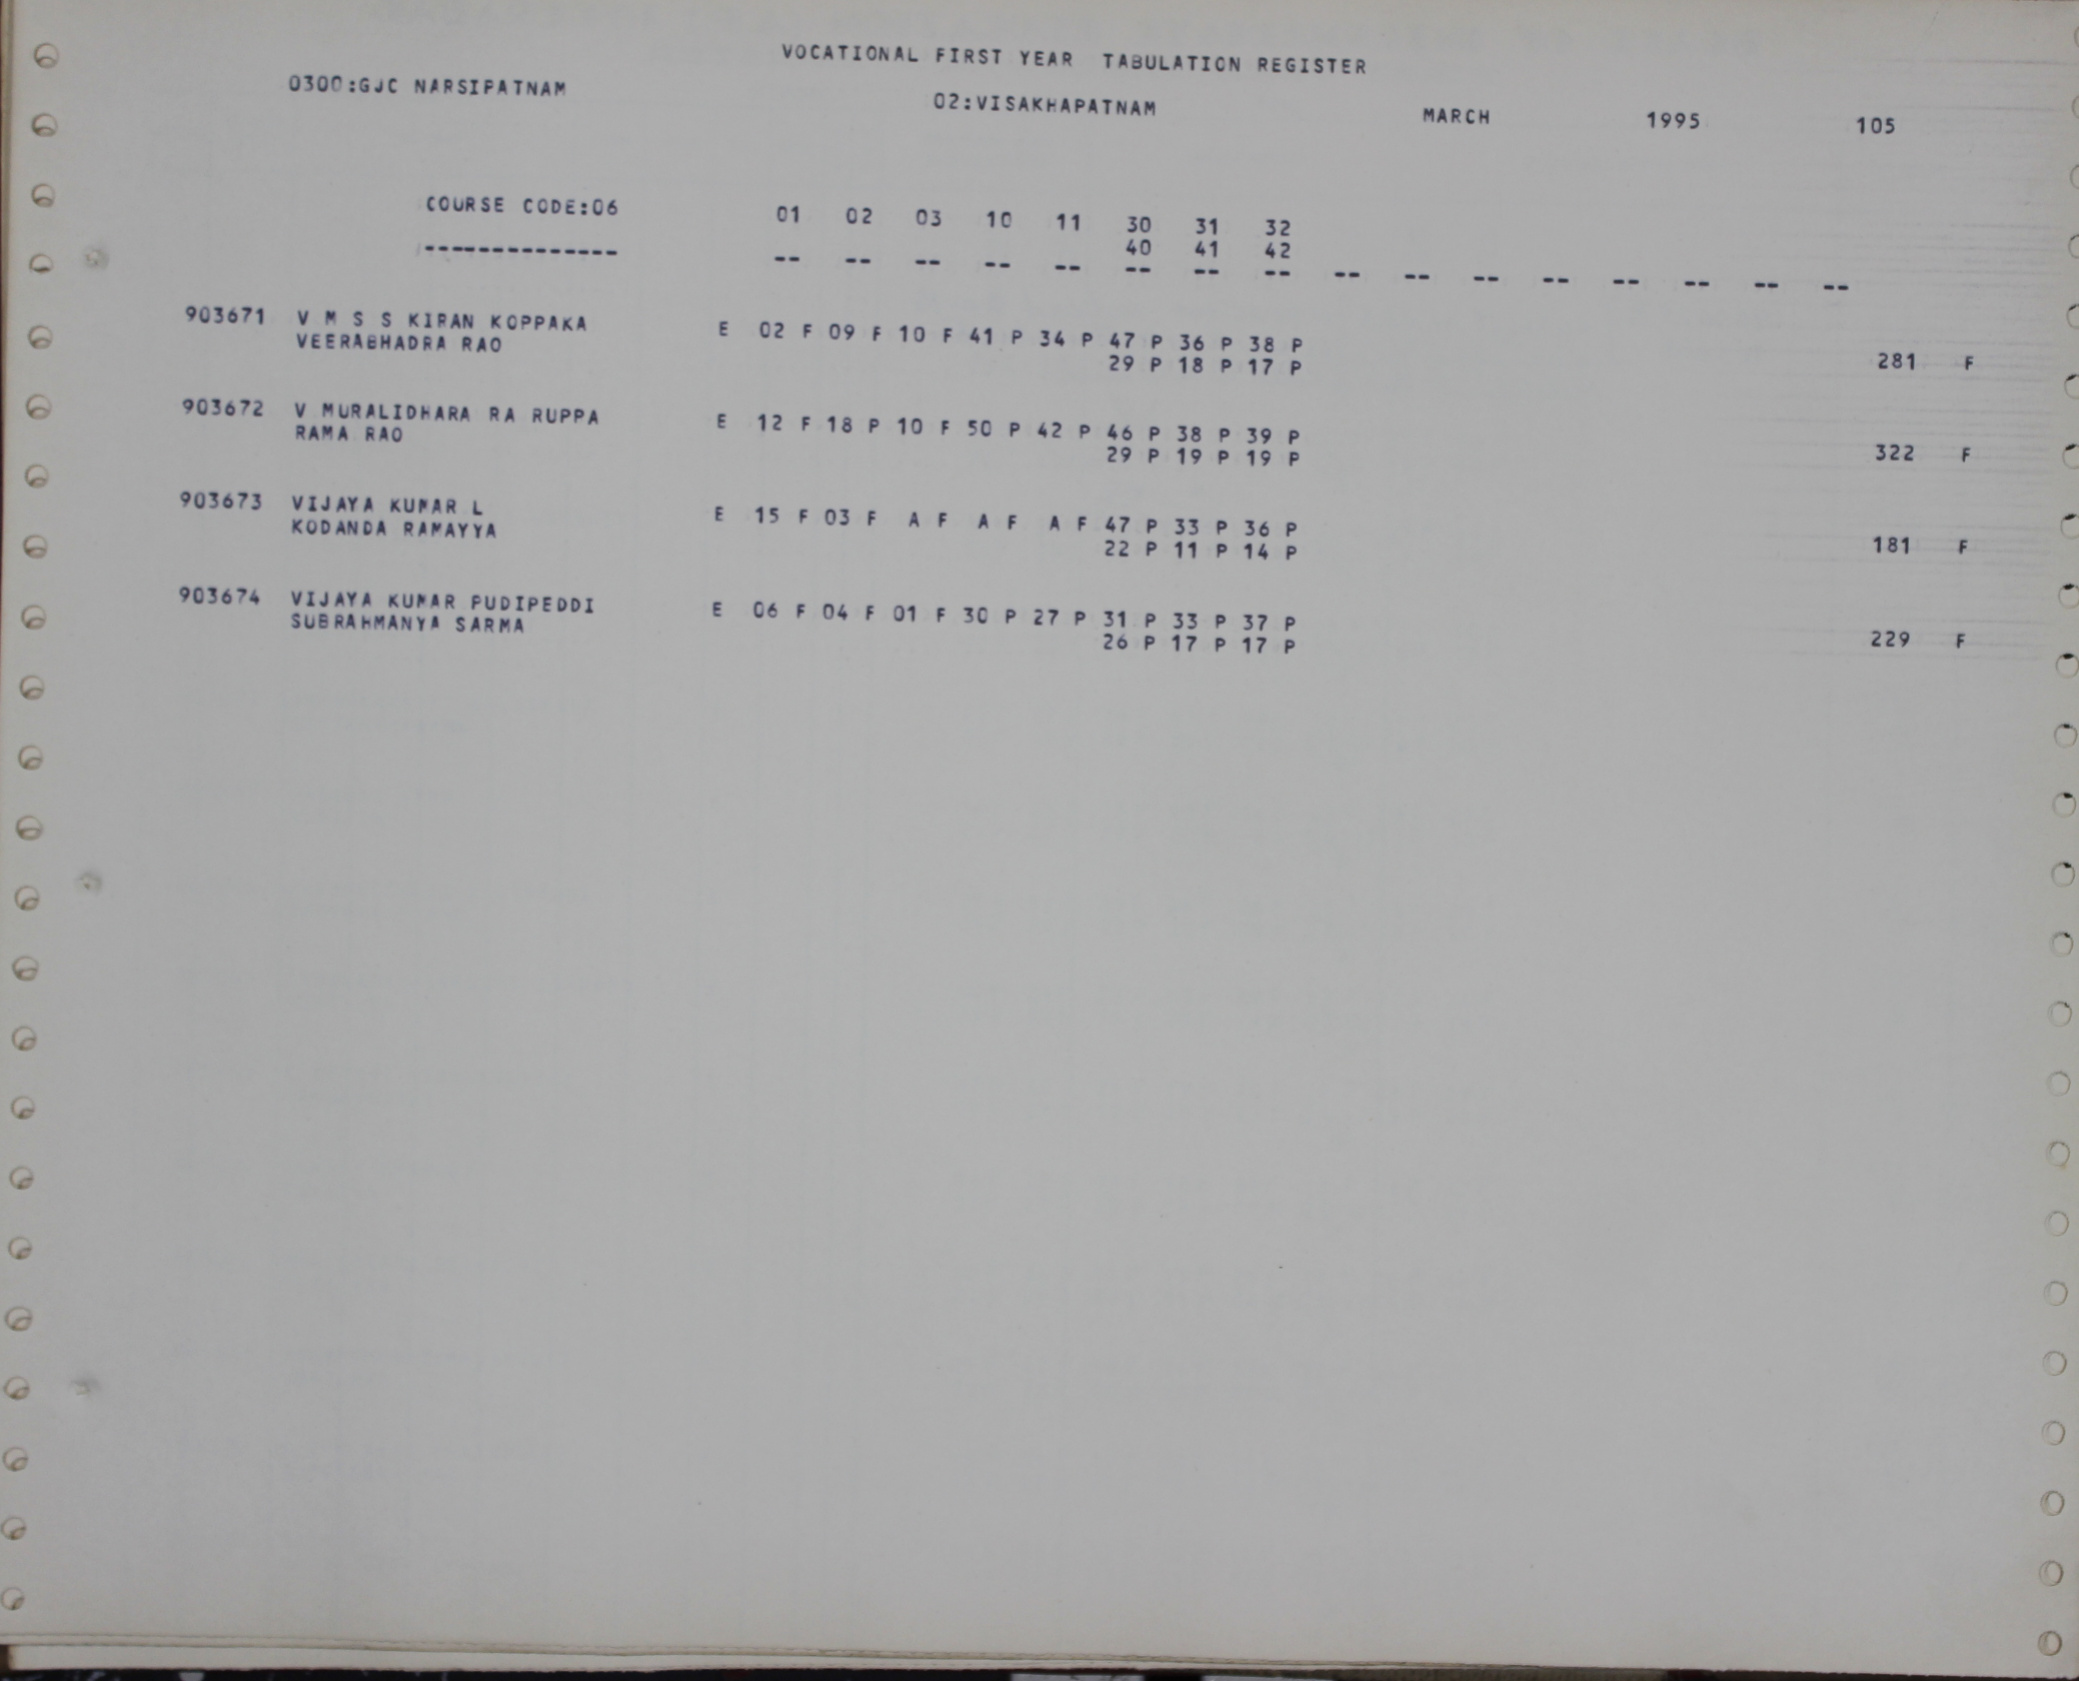 VOCATIONAL FIRST YEAR TABULATION REGISTER
0300:GJC NARSIPATNAM 02:VISAKHAPATNAM MARCH 1995 105
COURSE CODE:06 01 02 03 10 11 30 31 32
40 41 42
-------------- -- -- -- -- -- -- -- -- -- -- -- -- -- -- -- --
903671 V M S S KIRAN KOPPAKA E 02 F 09 F 10 F 41 P 34 P 47 P 36 P 38 P
VEERABHADRA RAO 29 P 18 P 17 P 281 F
903672 V MURALIDHARA RA RUPPA E 12 F 18 P 10 F 50 P 42 P 46 P 38 P 39 P
RAMA RAO 29 P 19 P 19 P 322 F
903673 VIJAYA KUMAR L E 15 F 03 F A F A F A F 47 P 33 P 36 P
KODANDA RAMAYYA 22 P 11 P 14 P 181 F
903674 VIJAYA KUMAR PUDIPEDDI E 06 F 04 F 01 F 30 P 27 P 31 P 33 P 37 P
SUBRAHMANYA SARMA 26 P 17 P 17 P 229 F